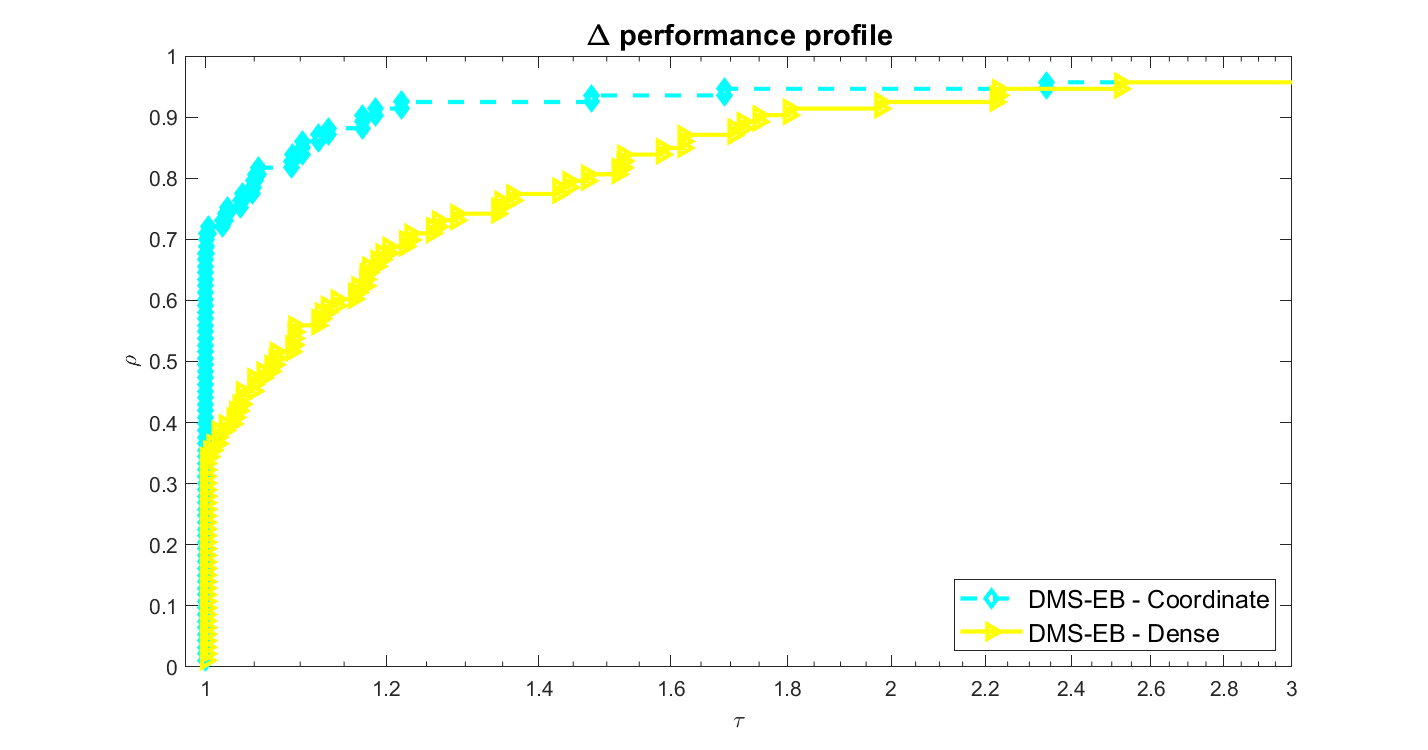 Δ performance profile
1
0.9
0.8
0.7
0.6
0.5
0.4
0.3
0.2
0.1
0
ρ
1 1.2 1.4 1.6 1.8 2 2.2 2.4 2.6 2.8 3
τ
DMS-EB - Coordinate
DMS-EB - Dense